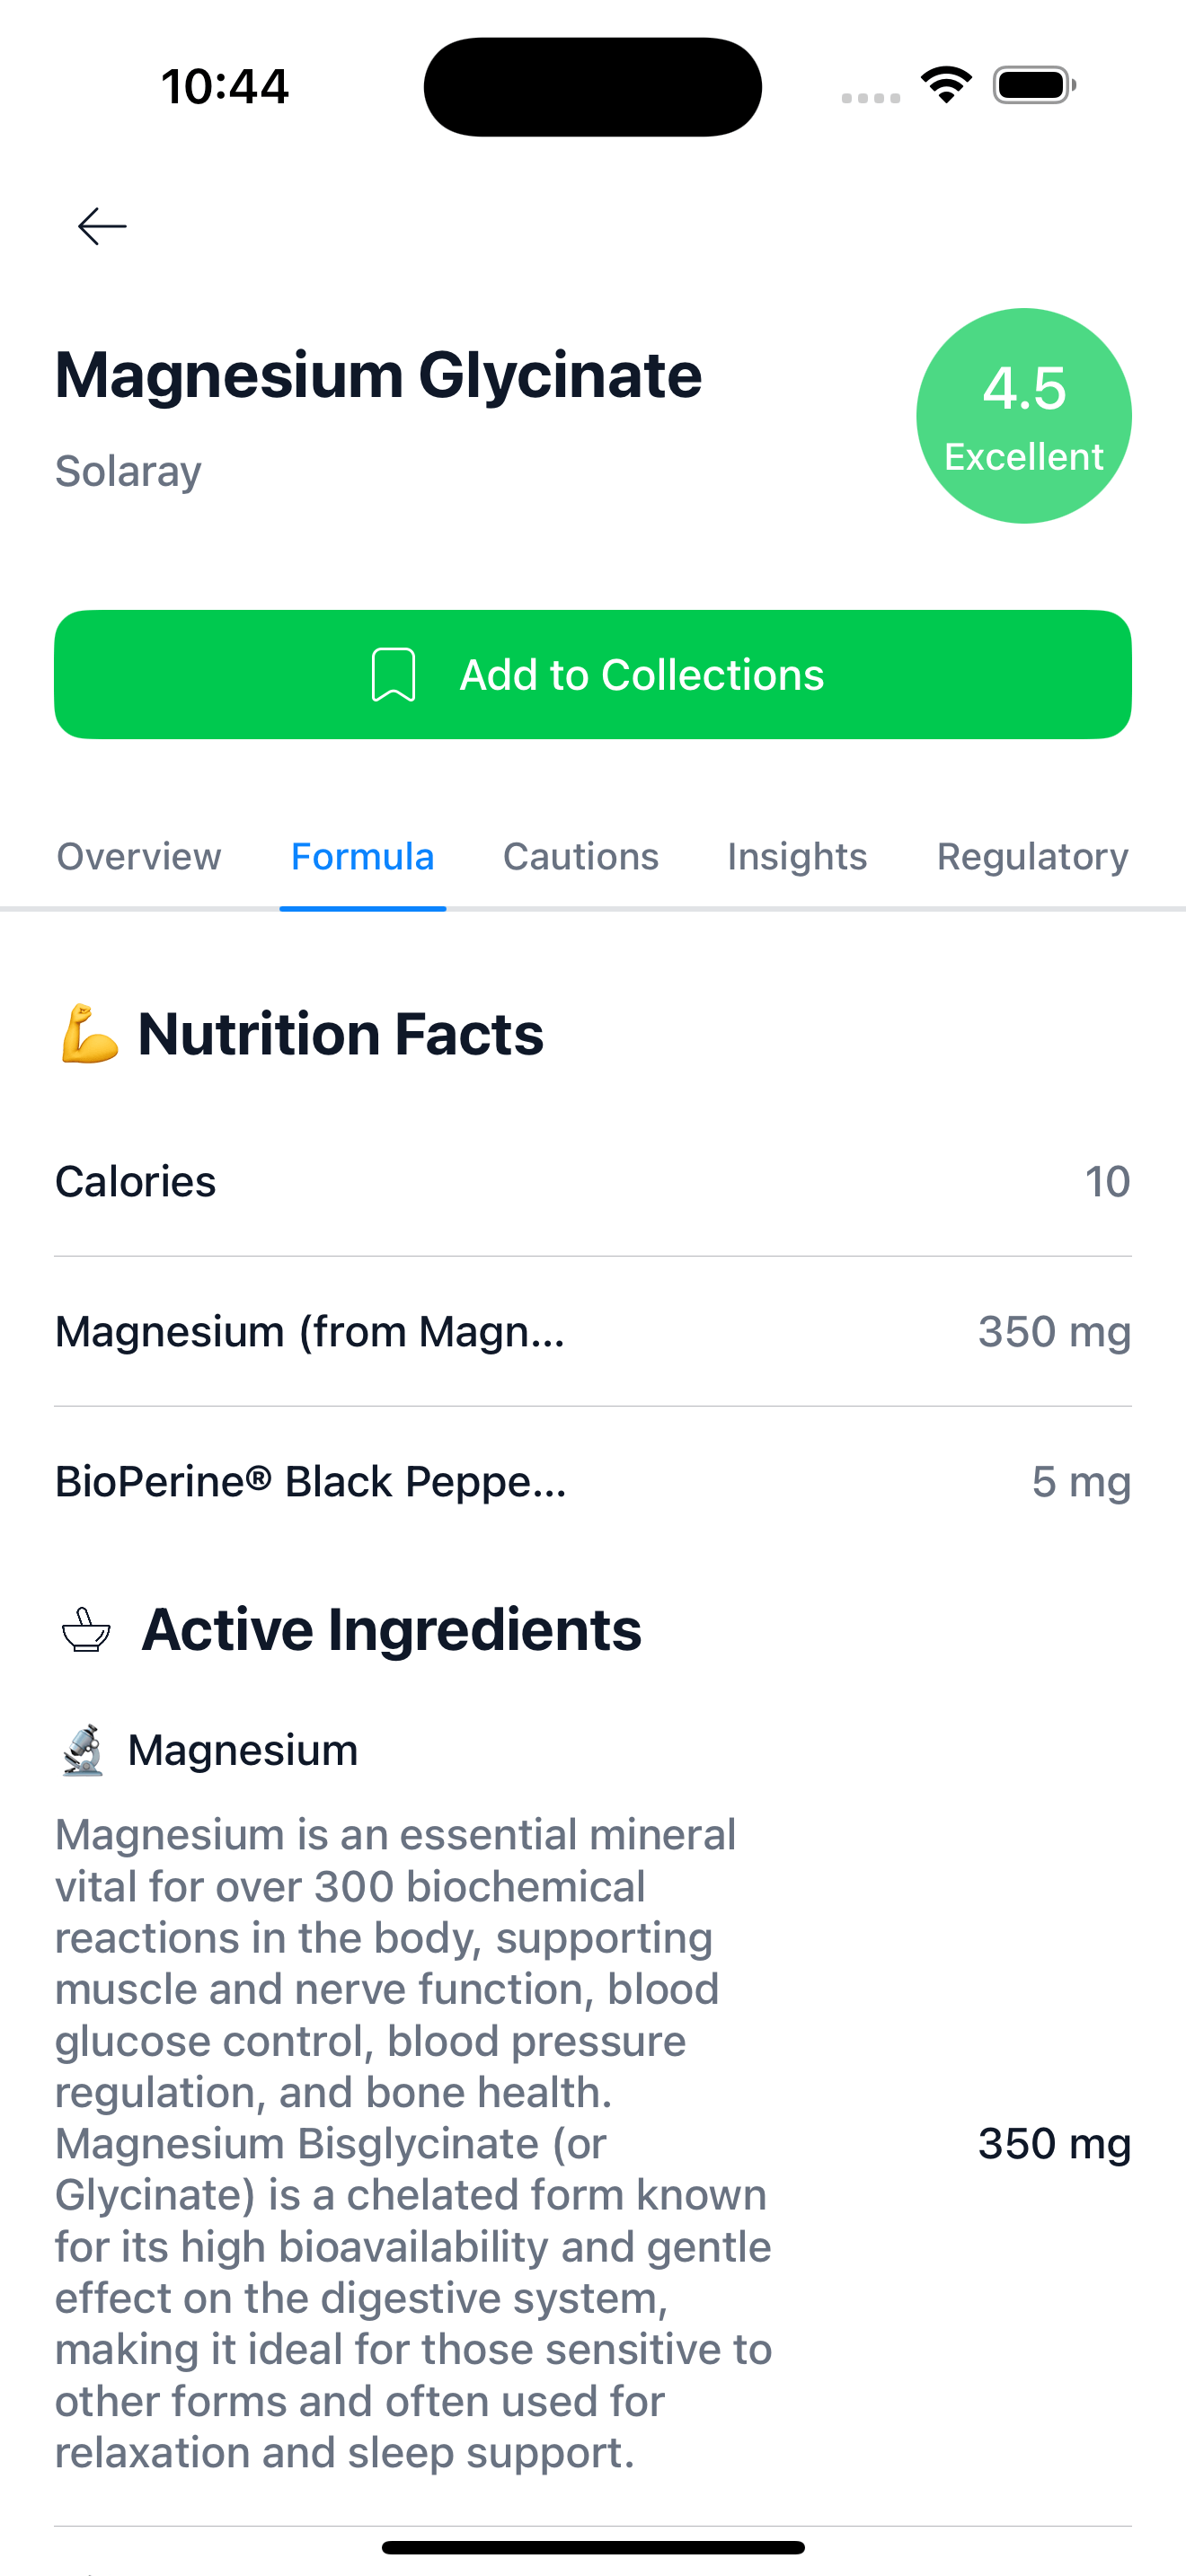 10:44
Magnesium Glycinate
Solaray
4.5
Excellent
Add to Collections
Overview Formula Cautions Insights Regulatory
💪 Nutrition Facts
Calories 10
Magnesium (from Magn... 350 mg
BioPerine® Black Peppe... 5 mg
Active Ingredients
🔬 Magnesium
Magnesium is an essential mineral
vital for over 300 biochemical
reactions in the body, supporting
muscle and nerve function, blood
glucose control, blood pressure
regulation, and bone health.
Magnesium Bisglycinate (or 350 mg
Glycinate) is a chelated form known
for its high bioavailability and gentle
effect on the digestive system,
making it ideal for those sensitive to
other forms and often used for
relaxation and sleep support.